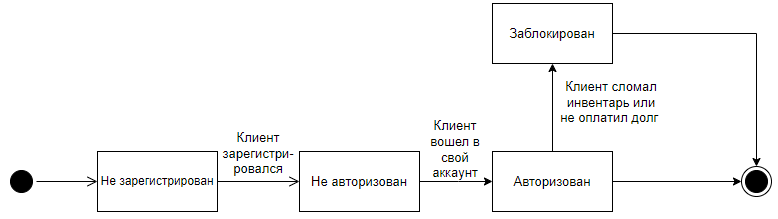 Заблокирован
Клиент сломал
инвентарь или
не оплатил долг
Клиент
зарегистри-
ровался
Клиент
вошел в
свой
аккаунт
Не зарегистрирован
Не авторизован
Авторизован